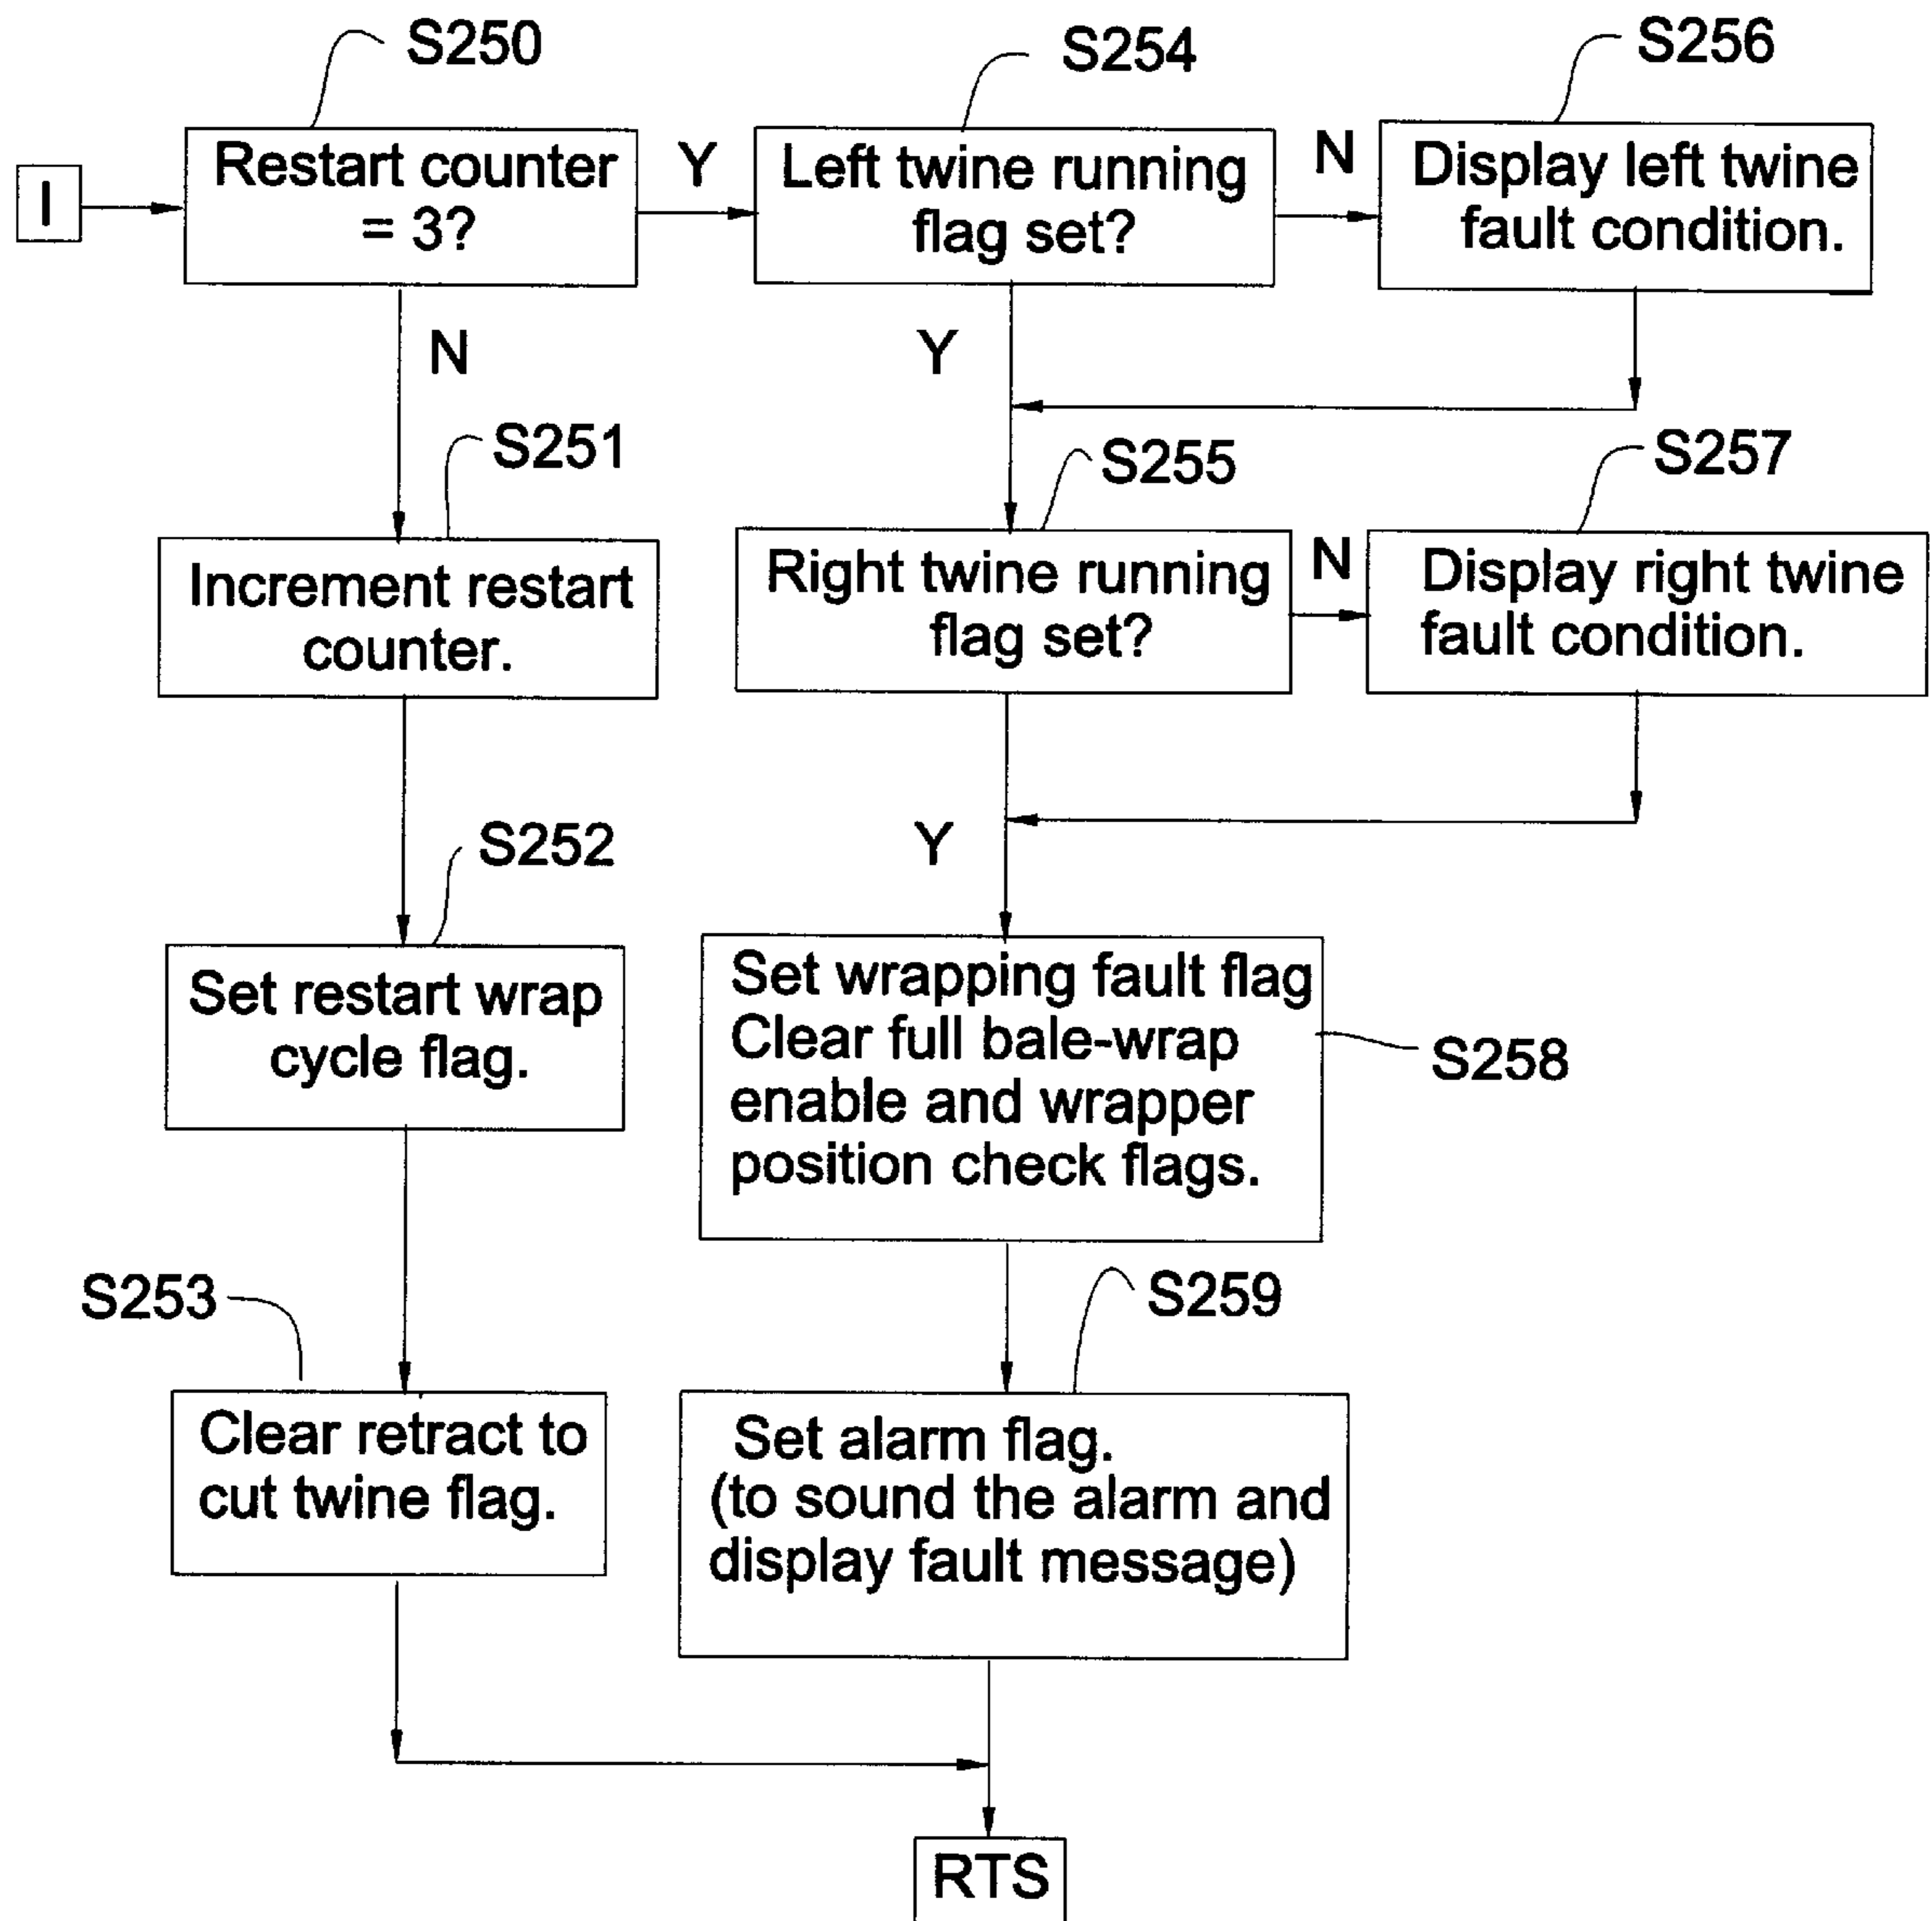 S250
S254
S256
I
Restart counter
= 3?
Y
Left twine running
flag set?
N
Display left twine
fault condition.
N
Y
S251
S255
S257
Increment restart
counter.
Right twine running
flag set?
N
Display right twine
fault condition.
S252
Y
Set restart wrap
cycle flag.
Set wrapping fault flag
Clear full bale-wrap
enable and wrapper
position check flags.
S258
S253
S259
Clear retract to
cut twine flag.
Set alarm flag.
(to sound the alarm and
display fault message)
RTS